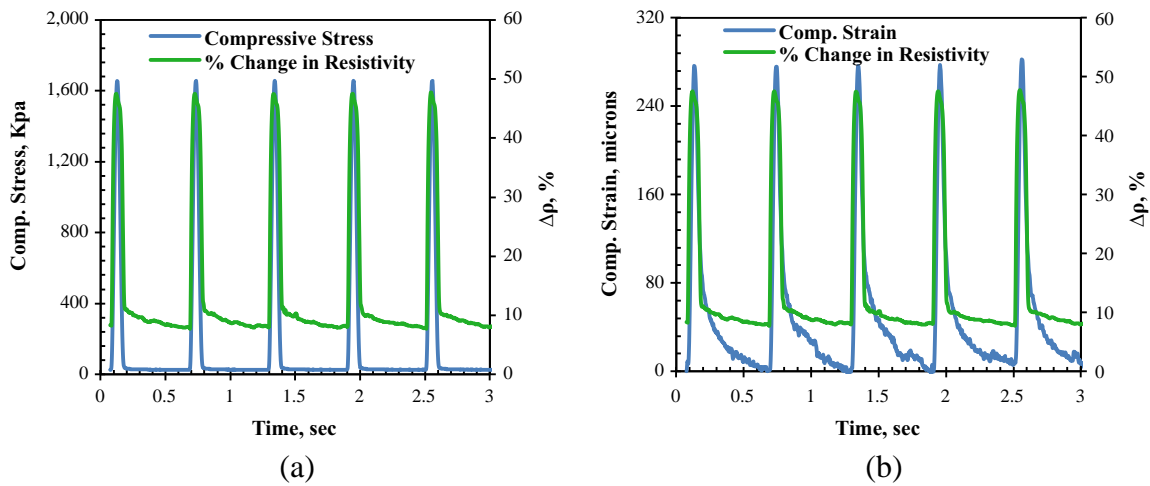 2,000
1,600
1,200
800
400
0
Comp. Stress, Kpa
Compressive Stress
% Change in Resistivity
60
50
40
30
20
10
0
Δρ, %
0 0.5 1 1.5 2 2.5 3
Time, sec
(a)
320
240
160
80
0
Comp. Strain, microns
Comp. Strain
% Change in Resistivity
60
50
40
30
20
10
0
Δρ, %
0 0.5 1 1.5 2 2.5 3
Time, sec
(b)